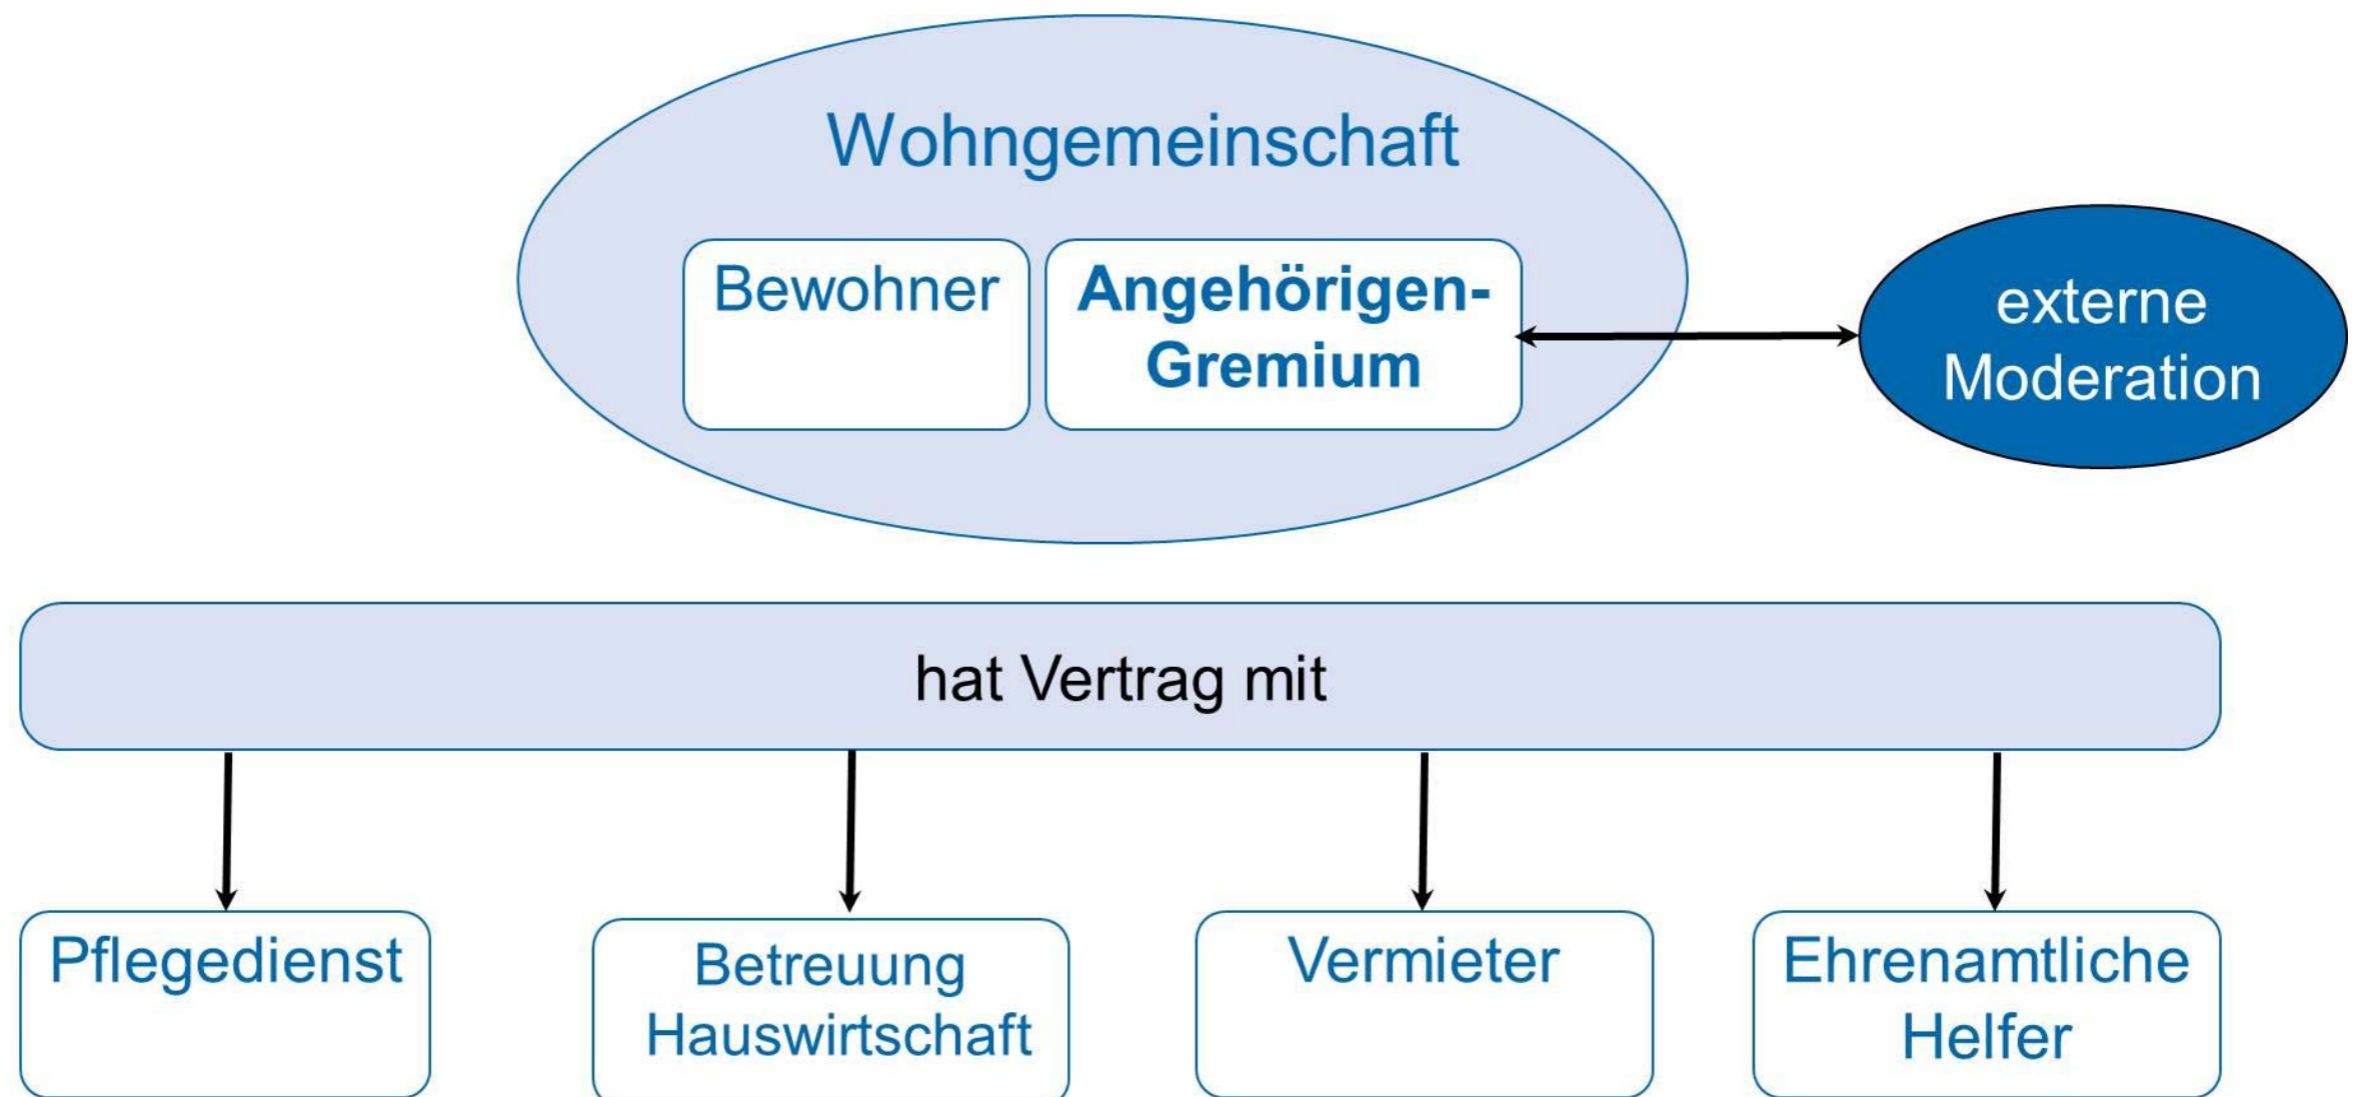 Wohngemeinschaft
Bewohner
Angehörigen-
Gremium
externe
Moderation
hat Vertrag mit
Pflegedienst
Betreuung
Hauswirtschaft
Vermieter
Ehrenamtliche
Helfer